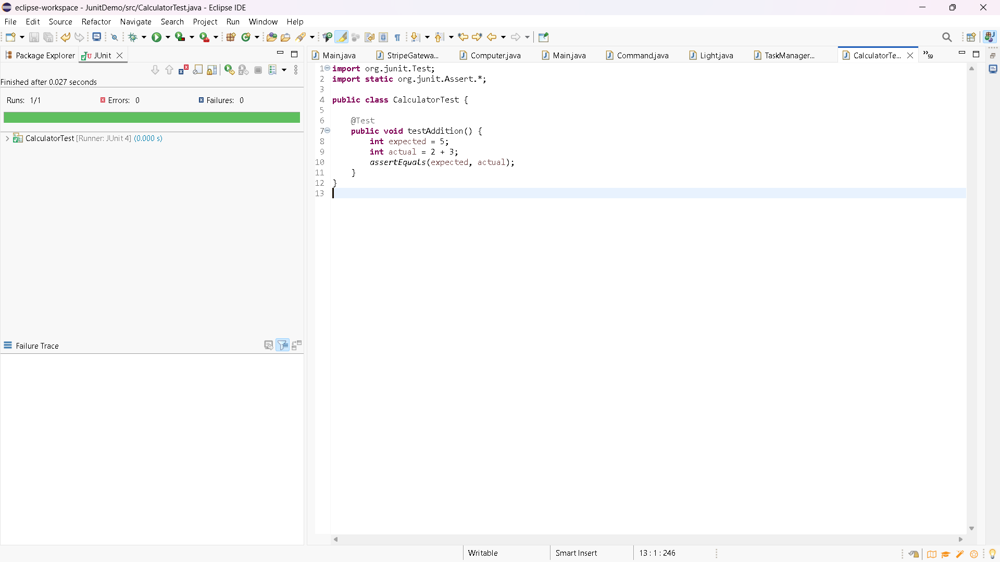 eclipse-workspace - JunitDemo/src/CalculatorTest.java - Eclipse IDE
File Edit Source Refactor Navigate Search Project Run Window Help
Package Explorer JUnit
Main.java StripeGatewa... Computer.java Main.java Command.java Light.java TaskManager... CalculatorTe... »59
Finished after 0.027 seconds
Runs: 1/1 Errors: 0 Failures: 0
CalculatorTest [Runner: JUnit 4] (0.000 s)
Failure Trace
1 import org.junit.Test;
2 import static org.junit.Assert.*;
3
4 public class CalculatorTest {
5
6 @Test
7 public void testAddition() {
8 int expected = 5;
9 int actual = 2 + 3;
10 assertEquals(expected, actual);
11 }
12 }
13
Writable Smart Insert 13 : 1 : 246